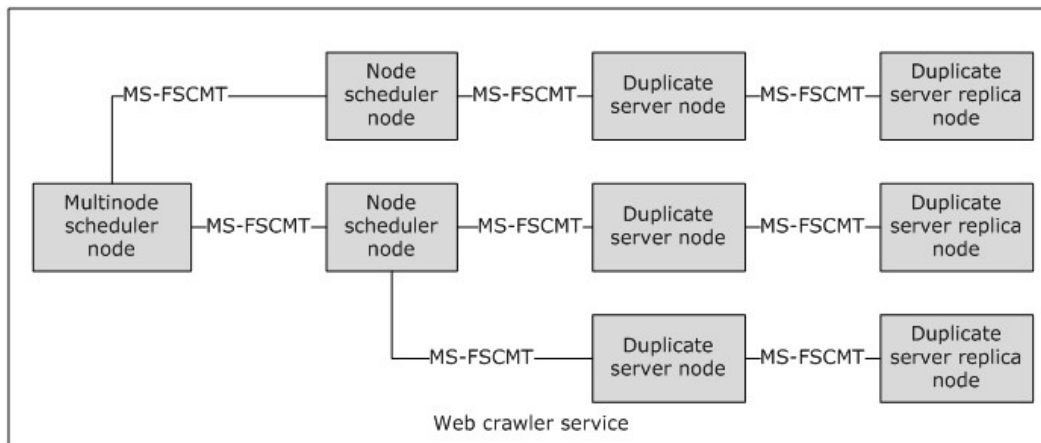 Node
scheduler
node
Duplicate
server node
Duplicate
server replica
node
MS-FSCMT
MS-FSCMT
MS-FSCMT
Multinode
scheduler
node
MS-FSCMT
Node
scheduler
node
MS-FSCMT
Duplicate
server node
MS-FSCMT
Duplicate
server replica
node
MS-FSCMT
Duplicate
server node
MS-FSCMT
Duplicate
server replica
node
Web crawler service